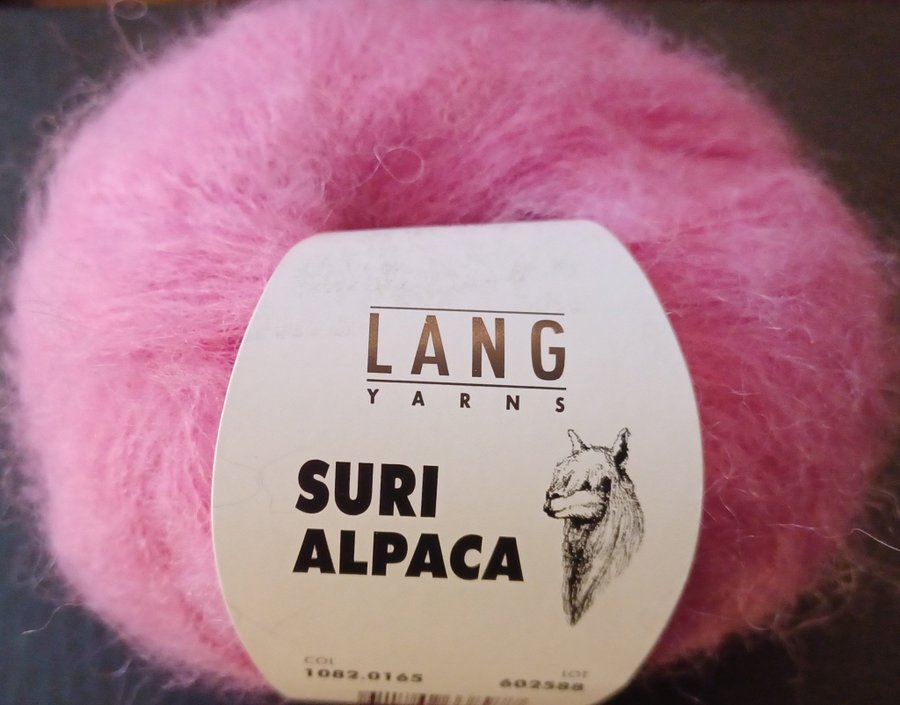 LANG
YARNS
SURI
ALPACA
COL LOT
1082.0165 602588